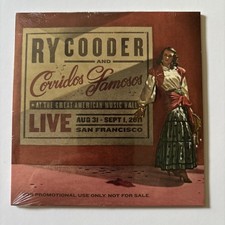 RY COODER
AND
Corridos Famosos
AT THE GREAT AMERICAN MUSIC HALL
LIVE
AUG 31 - SEPT 1, 2011
SAN FRANCISCO
PROMOTIONAL USE ONLY. NOT FOR SALE.